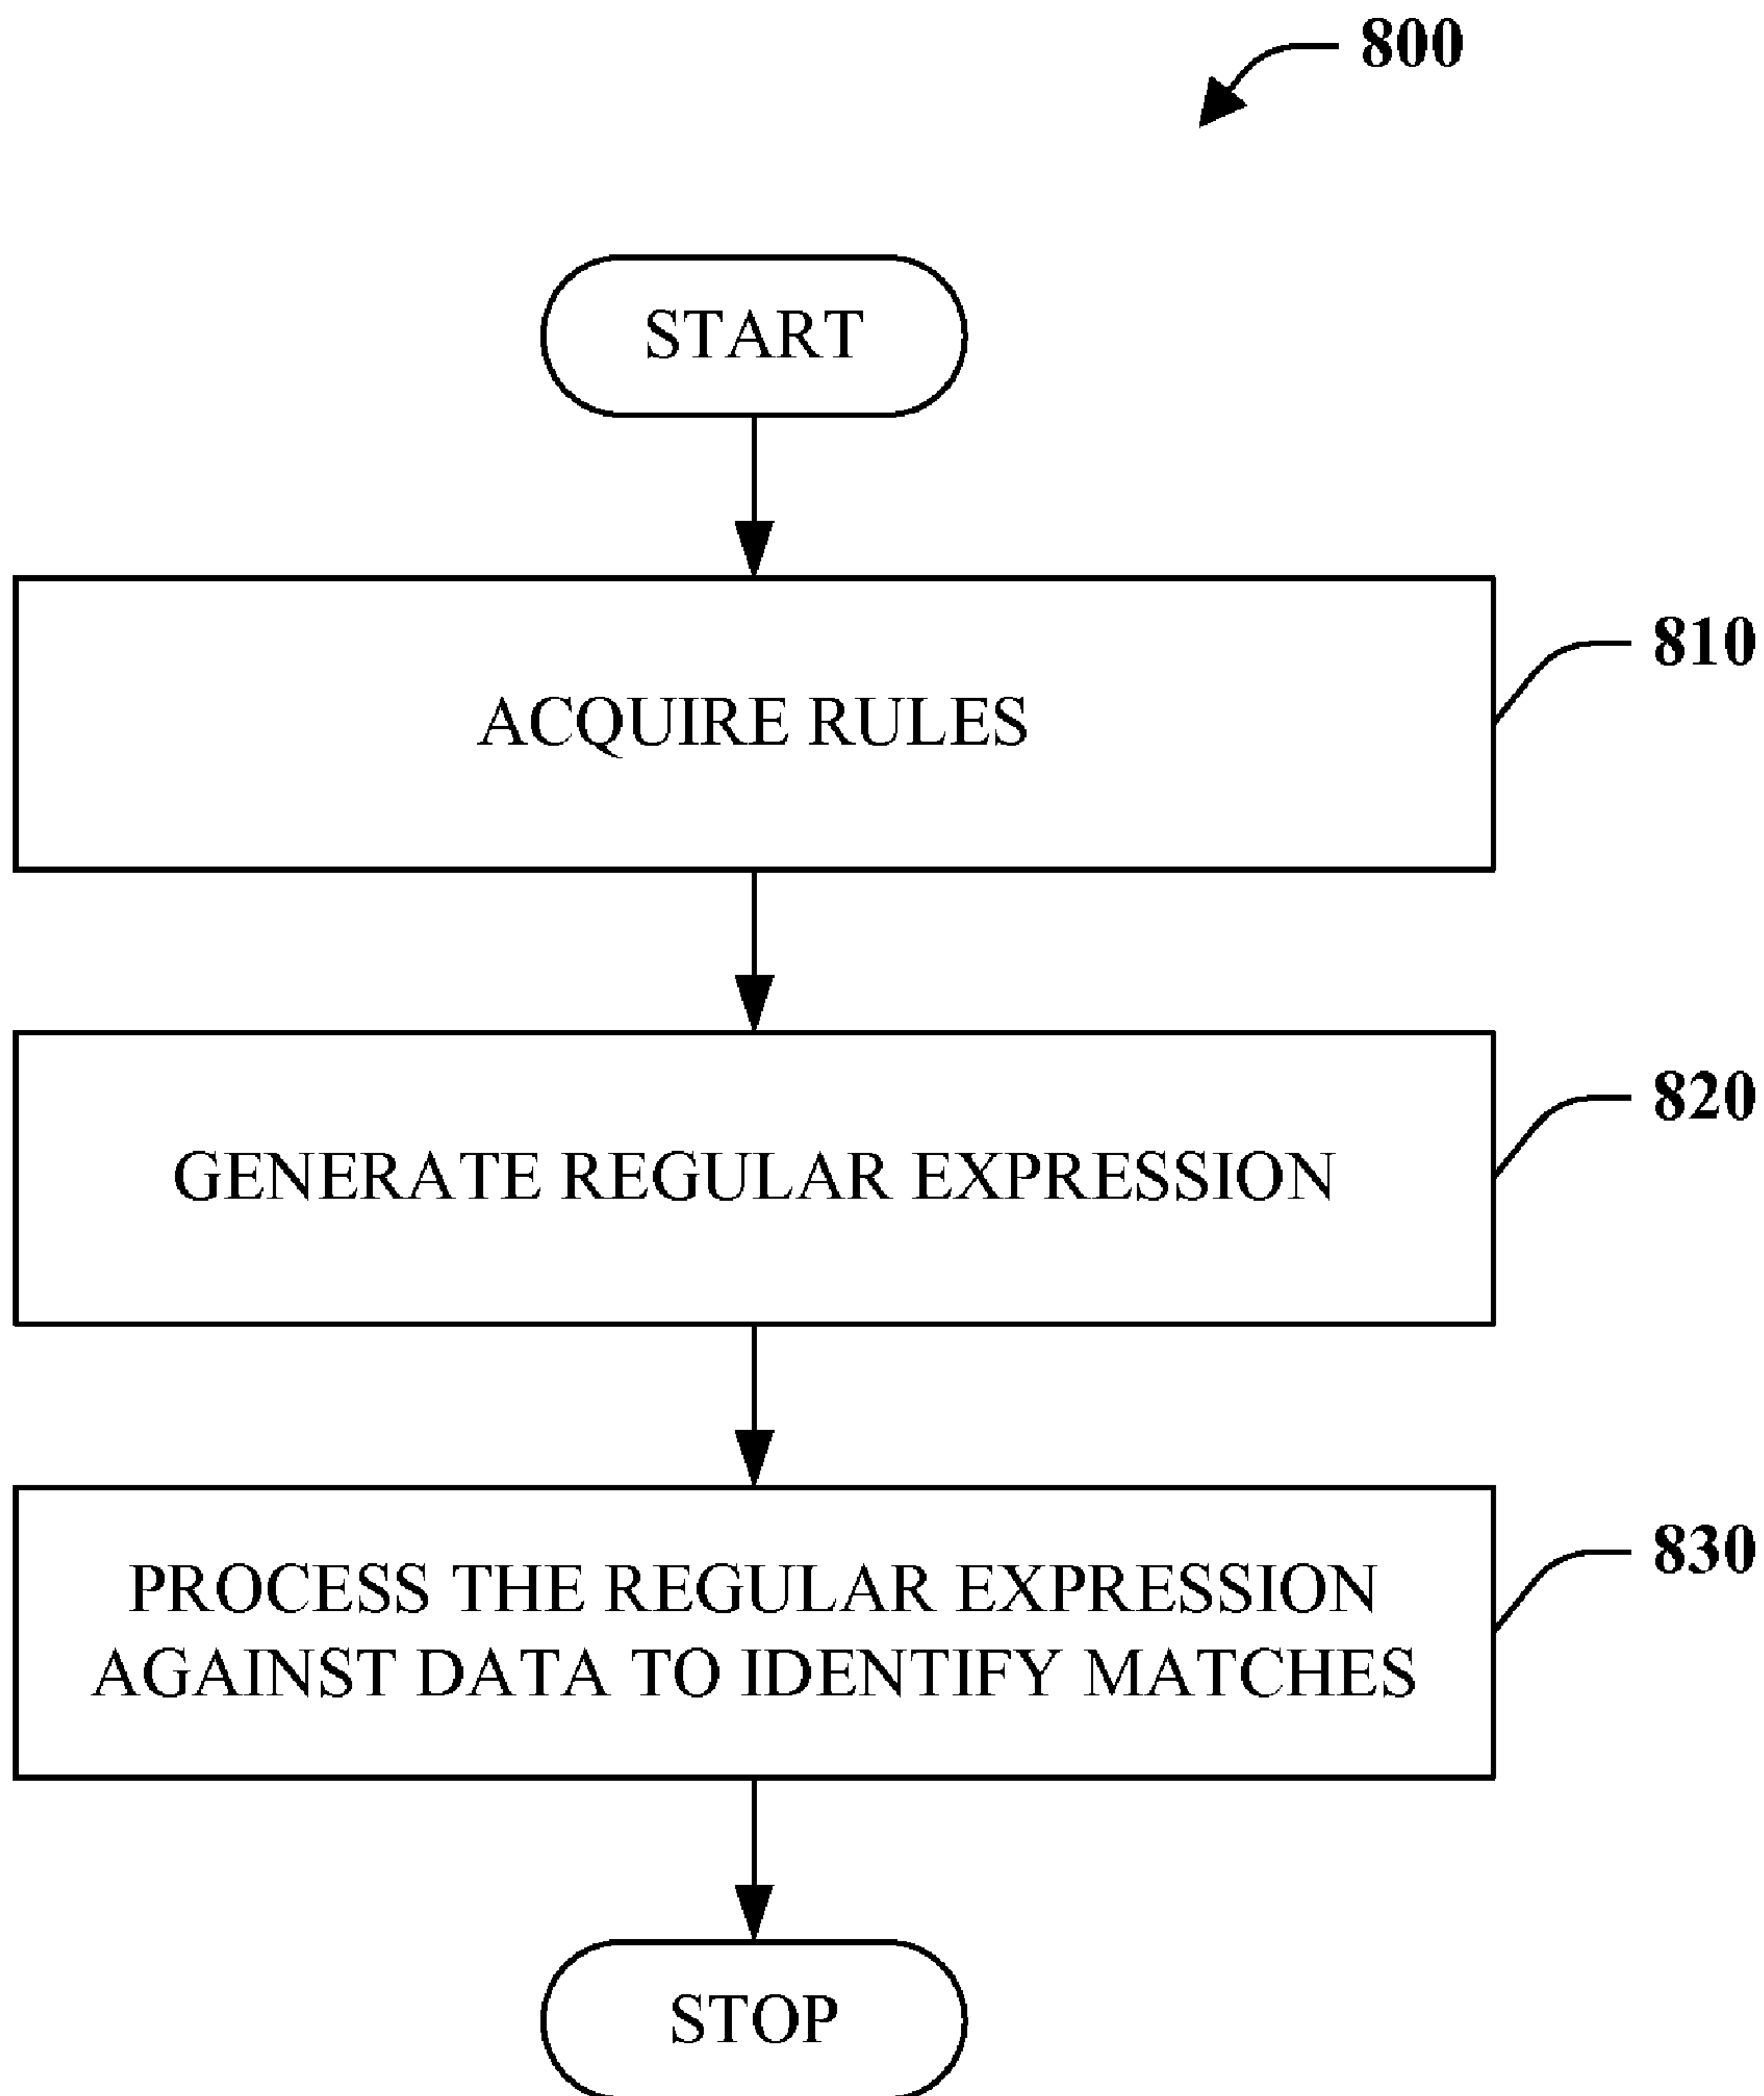 800
START
ACQUIRE RULES
810
GENERATE REGULAR EXPRESSION
820
PROCESS THE REGULAR EXPRESSION
AGAINST DATA TO IDENTIFY MATCHES
830
STOP